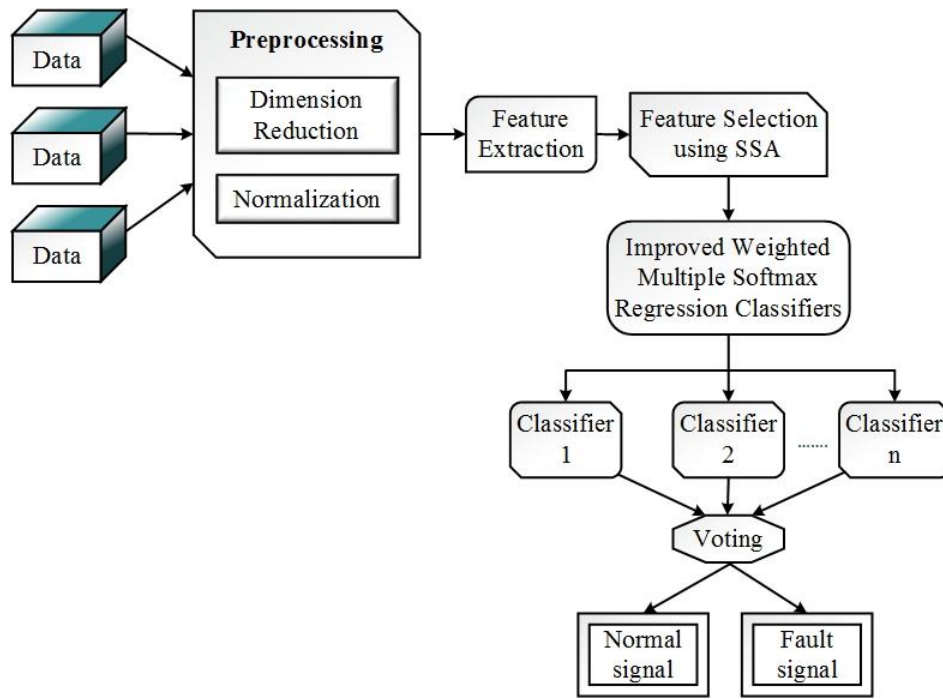 Data
Data
Data
Preprocessing
Dimension
Reduction
Normalization
Feature
Extraction
Feature Selection
using SSA
Improved Weighted
Multiple Softmax
Regression Classifiers
Classifier
1
Classifier
2
.......
Classifier
n
Voting
Normal
signal
Fault
signal